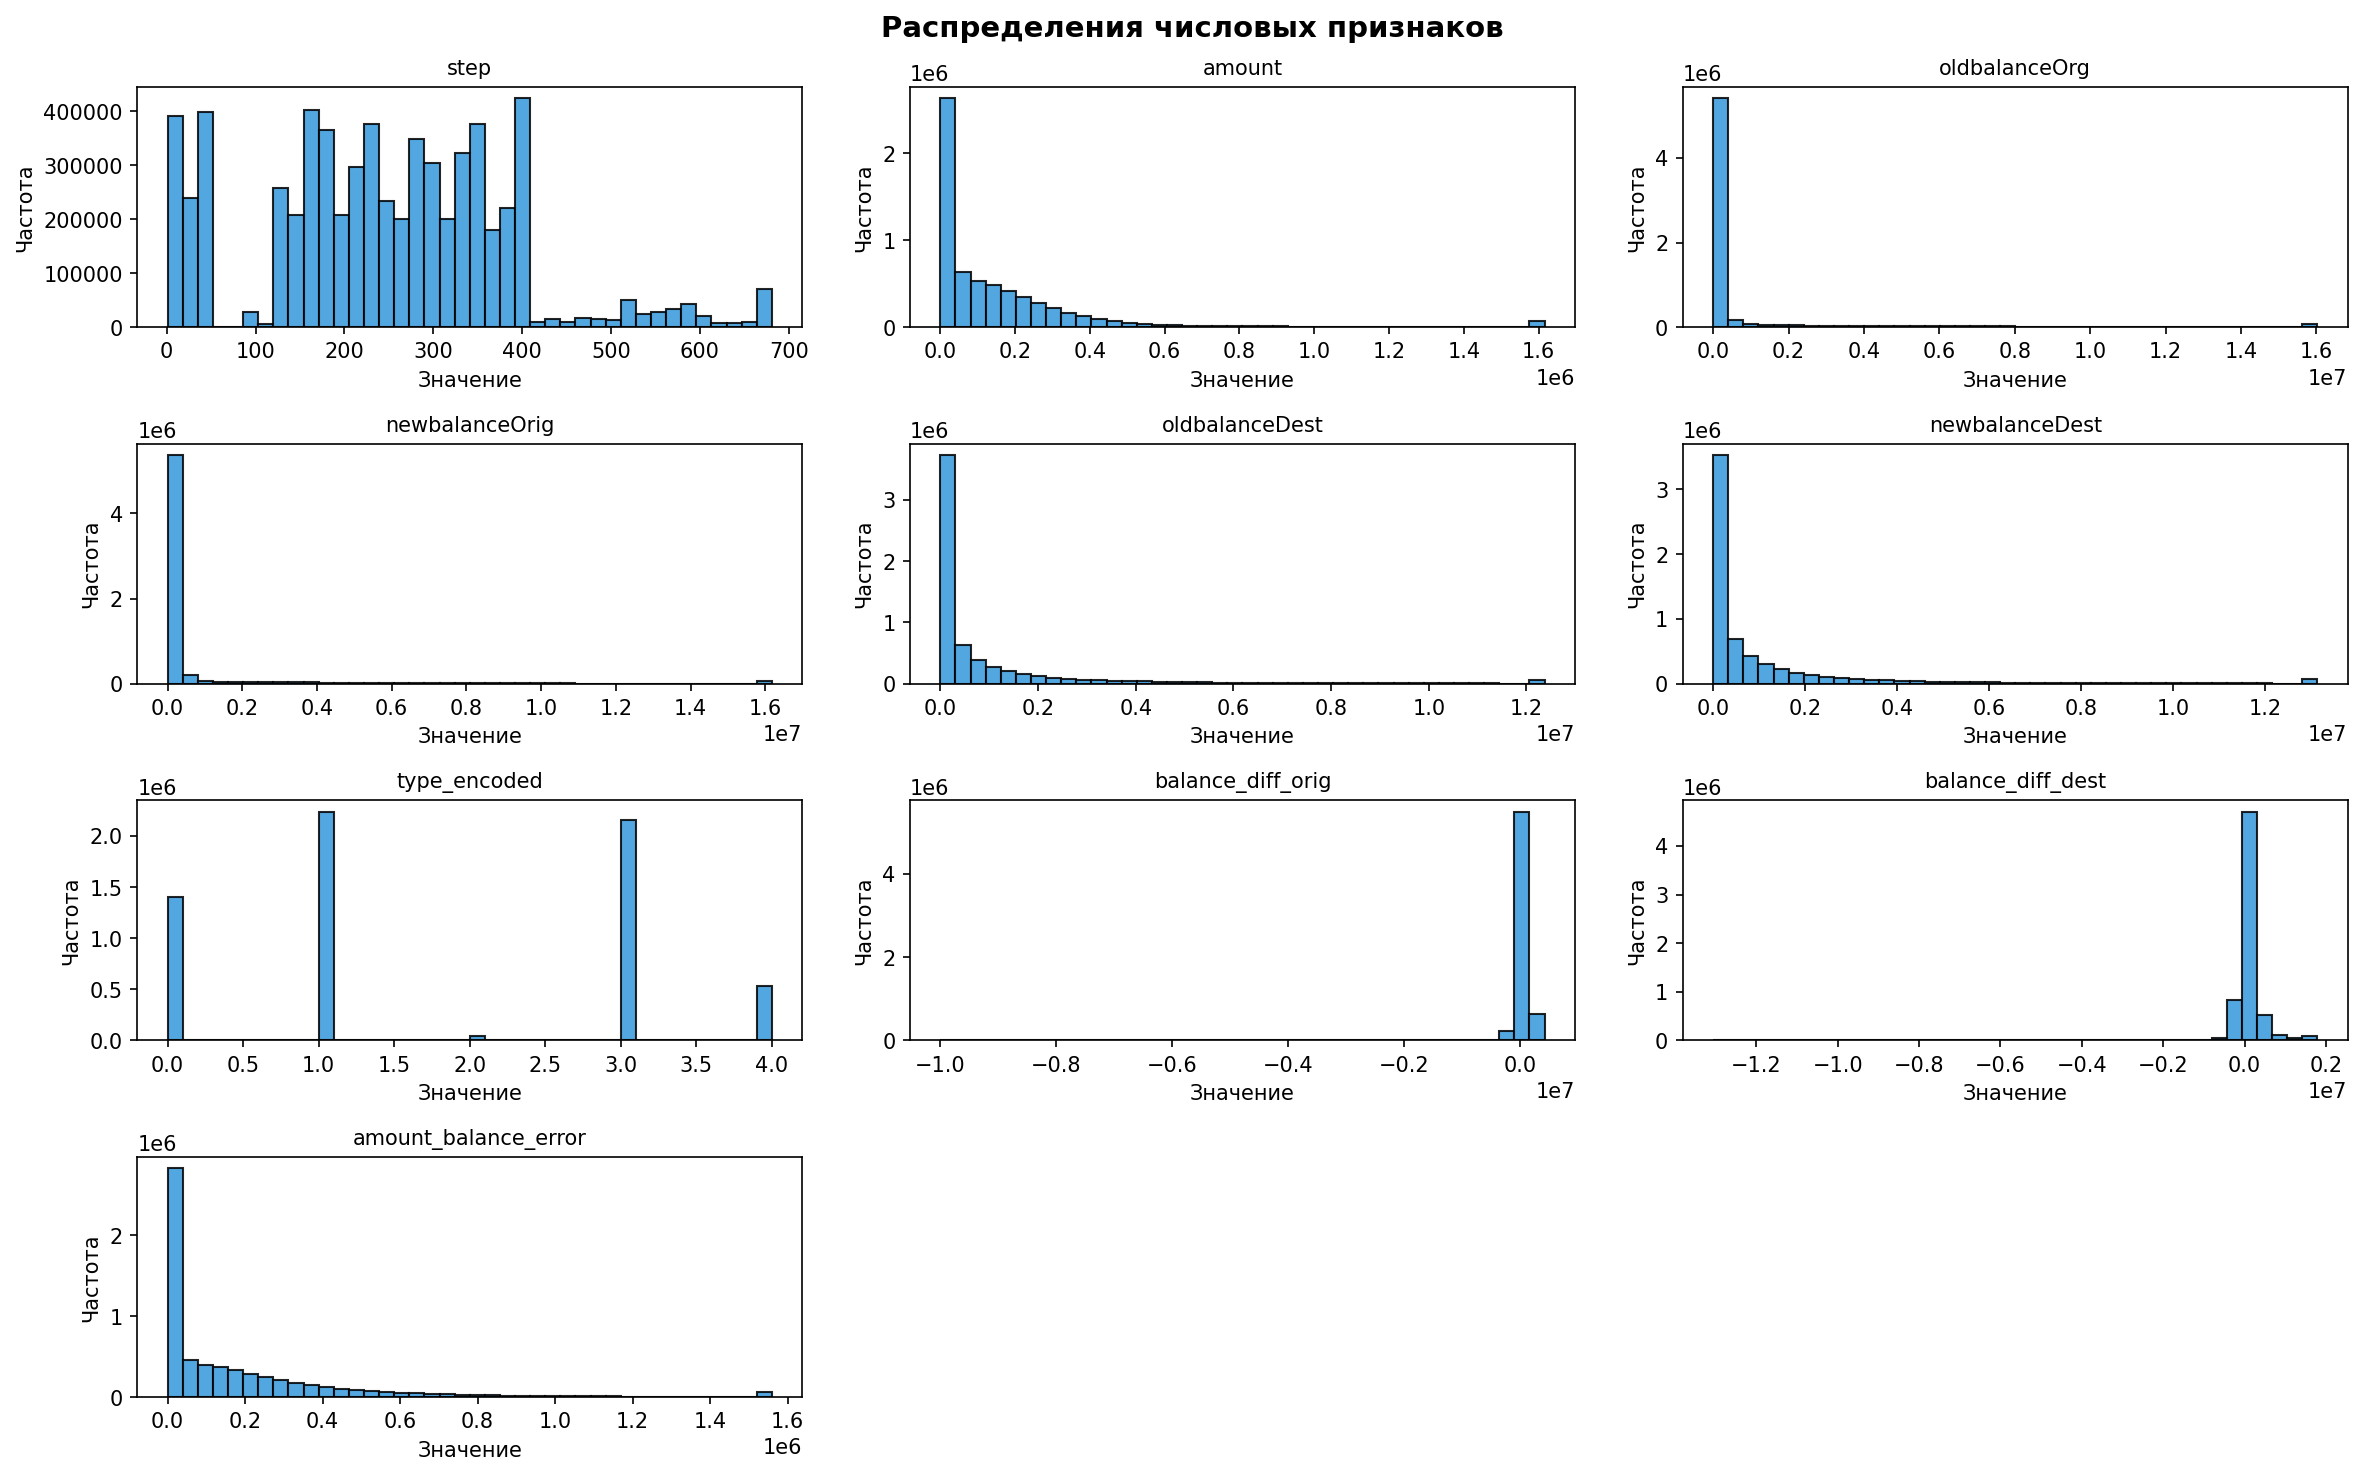 Распределения числовых признаков
step
Частота
400000
300000
200000
100000
0
0 100 200 300 400 500 600 700
Значение
amount
1e6
Частота
2
1
0
0.0 0.2 0.4 0.6 0.8 1.0 1.2 1.4 1.6
1e6
Значение
oldbalanceOrg
1e6
Частота
4
2
0
0.0 0.2 0.4 0.6 0.8 1.0 1.2 1.4 1.6
1e7
Значение
newbalanceOrig
1e6
Частота
4
2
0
0.0 0.2 0.4 0.6 0.8 1.0 1.2 1.4 1.6
1e7
Значение
oldbalanceDest
1e6
Частота
3
2
1
0
0.0 0.2 0.4 0.6 0.8 1.0 1.2
1e7
Значение
newbalanceDest
1e6
Частота
3
2
1
0
0.0 0.2 0.4 0.6 0.8 1.0 1.2
1e7
Значение
type_encoded
1e6
Частота
2.0
1.5
1.0
0.5
0.0
0.0 0.5 1.0 1.5 2.0 2.5 3.0 3.5 4.0
Значение
balance_diff_orig
1e6
Частота
4
2
0
−1.0 −0.8 −0.6 −0.4 −0.2 0.0
1e7
Значение
balance_diff_dest
1e6
Частота
4
3
2
1
0
−1.2 −1.0 −0.8 −0.6 −0.4 −0.2 0.0 0.2
1e7
Значение
amount_balance_error
1e6
Частота
2
1
0
0.0 0.2 0.4 0.6 0.8 1.0 1.2 1.4 1.6
1e6
Значение